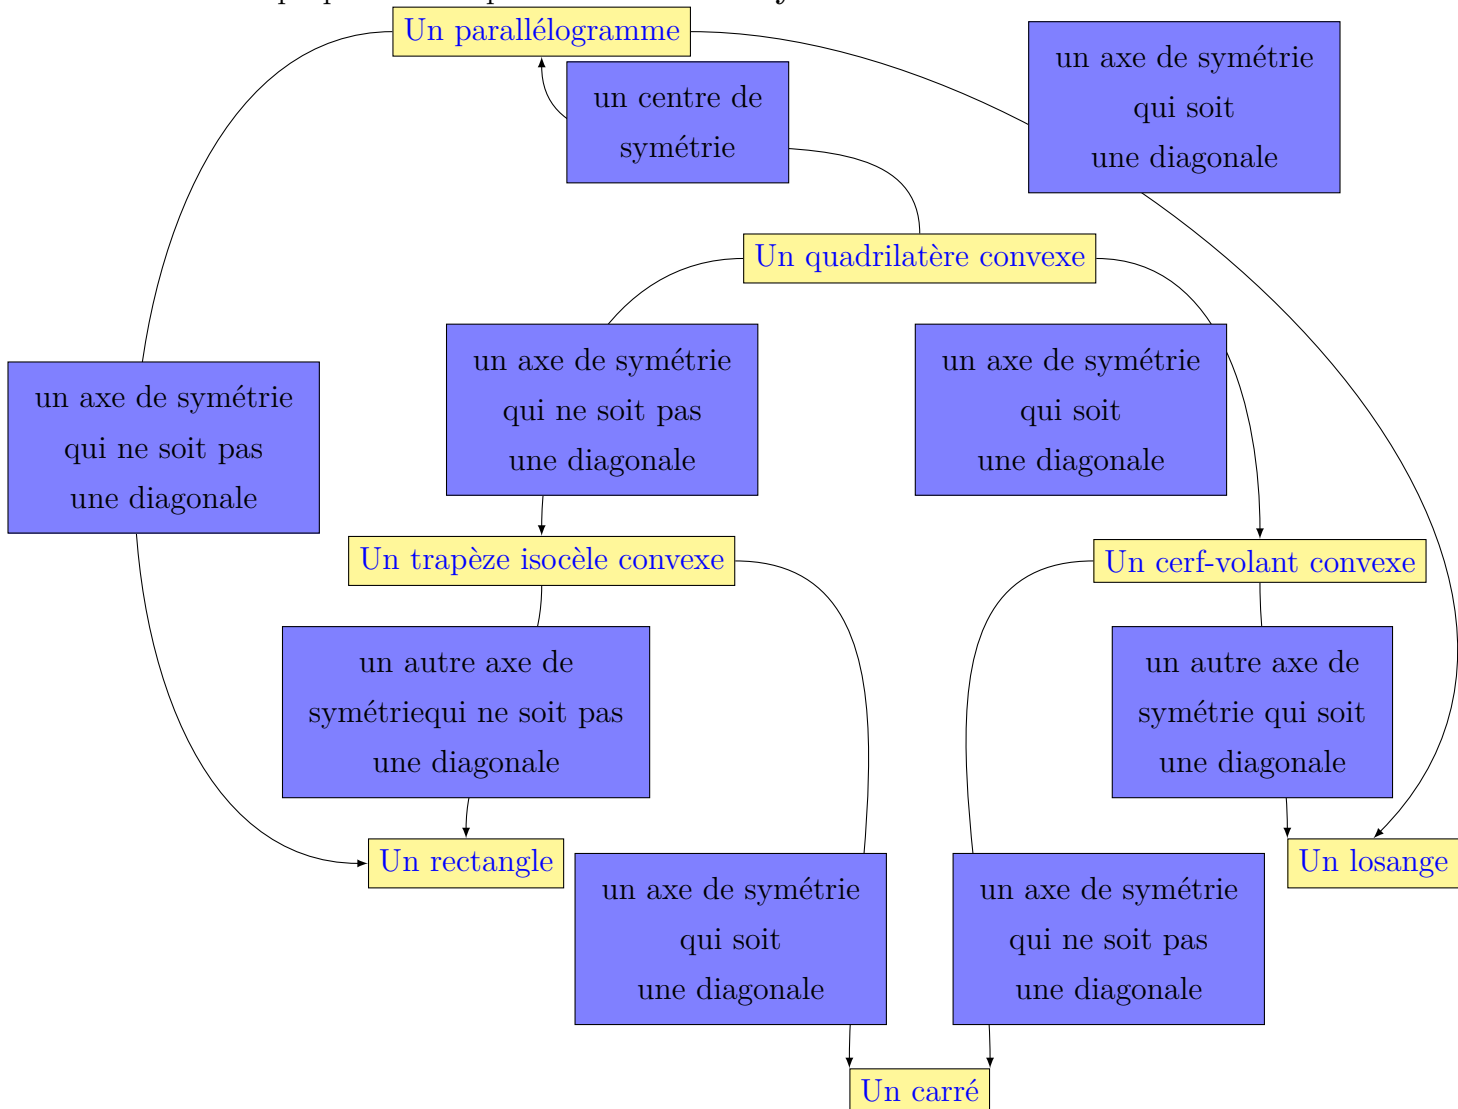 Un parallélogramme
un axe de symétrie
qui soit
une diagonale
un centre de
symétrie
Un quadrilatère convexe
un axe de symétrie
qui ne soit pas
une diagonale
un axe de symétrie
qui soit
une diagonale
un axe de symétrie
qui ne soit pas
une diagonale
Un trapèze isocèle convexe
Un cerf-volant convexe
un autre axe de
symétriequi ne soit pas
une diagonale
un autre axe de
symétrie qui soit
une diagonale
Un rectangle
Un losange
un axe de symétrie
qui soit
une diagonale
un axe de symétrie
qui ne soit pas
une diagonale
Un carré